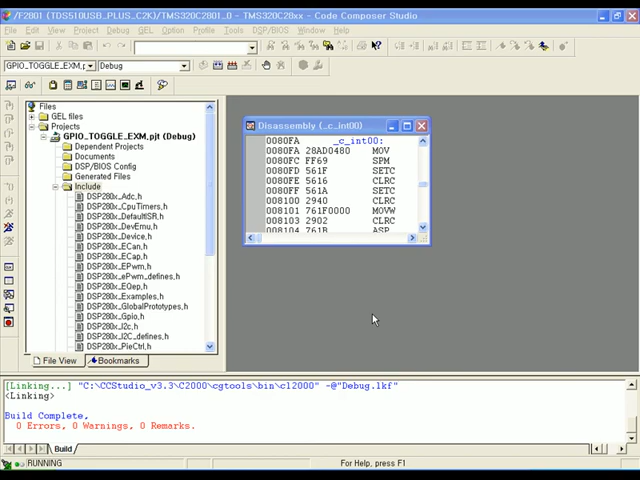 /F2801 (TDS510USB_PLUS_C2K)/TMS320C2801_0 - TMS320C28xx - Code Composer Studio
File Edit View Project Debug GEL Option Profile Tools DSP/BIOS Window Help
GPIO_TOGGLE_EXM.p Debug
Files
GEL files
Projects
GPIO_TOGGLE_EXM.pjt (Debug)
Dependent Projects
Documents
DSP/BIOS Config
Generated Files
Include
DSP280x_Adc.h
DSP280x_CpuTimers.h
DSP280x_DefaultISR.h
DSP280x_DevEmu.h
DSP280x_Device.h
DSP280x_ECan.h
DSP280x_ECap.h
DSP280x_EPwm.h
DSP280x_ePwm_defines.h
DSP280x_EQep.h
DSP280x_Examples.h
DSP280x_GlobalPrototypes.h
DSP280x_Gpio.h
DSP280x_I2c.h
DSP280x_I2C_defines.h
DSP280x_PieCtrl.h
File View Bookmarks
Disassembly (_c_int00)
0080FA _c_int00:
0080FA 28AD0480 MOV
0080FC FF69 SPM
0080FD 561F SETC
0080FE 5616 CLRC
0080FF 561A SETC
008100 2940 CLRC
008101 761F0000 MOVW
008103 2902 CLRC
008104 761B ASP
[Linking...] "C:\CCStudio_v3.3\C2000\cgtools\bin\cl2000" -@"Debug.lkf"
<Linking>
Build Complete,
0 Errors, 0 Warnings, 0 Remarks.
Build
RUNNING For Help, press F1